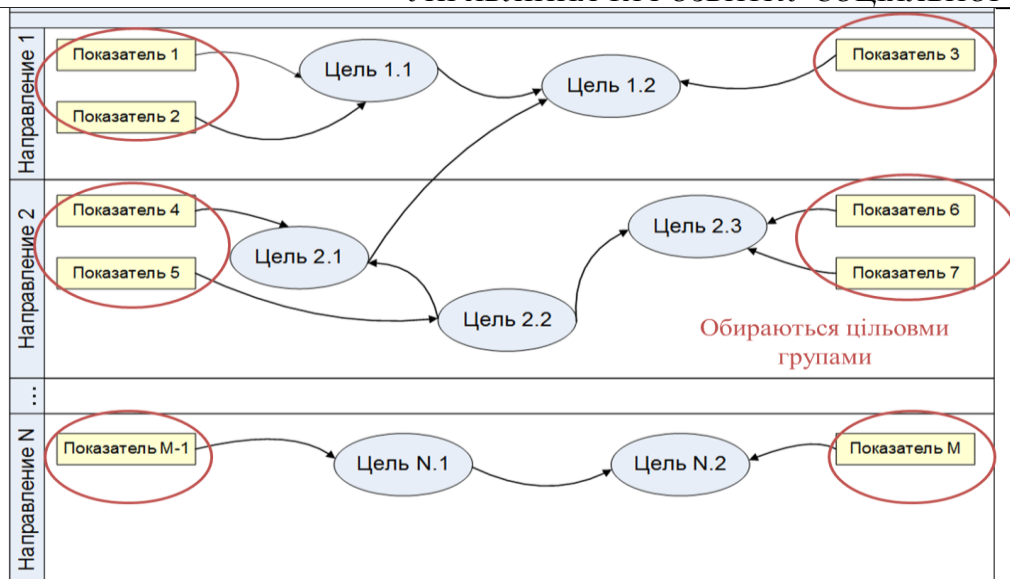 Направление 1
Показатель 1
Показатель 2
Цель 1.1
Цель 1.2
Показатель 3
Направление 2
Показатель 4
Показатель 5
Цель 2.1
Цель 2.2
Цель 2.3
Показатель 6
Показатель 7
Обираються цільовми
групами
...
Направление N
Показатель М-1
Цель N.1
Цель N.2
Показатель М